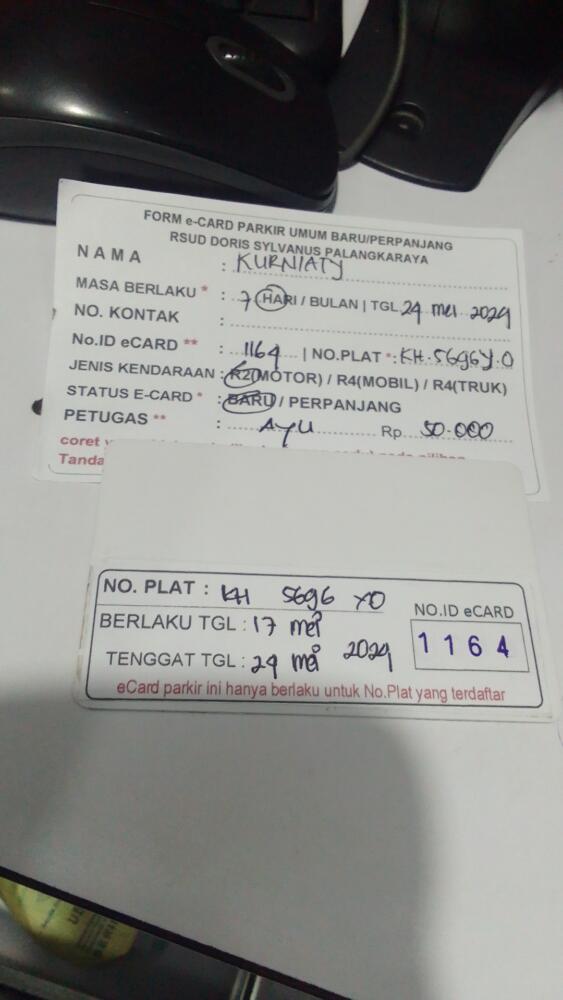 FORM e-CARD PARKIR UMUM BARU/PERPANJANG
RSUD DORIS SYLVANUS PALANGKARAYA
NAMA : KURNIATY
MASA BERLAKU * : 7 HARI / BULAN | TGL 24 mei 2024
NO. KONTAK :
No.ID eCARD ** : 1164 | NO.PLAT *: KH.5696Y.O
JENIS KENDARAAN : R2(MOTOR) / R4(MOBIL) / R4(TRUK)
STATUS E-CARD * : BARU / PERPANJANG
PETUGAS ** : AYU Rp 50.000
coret
Tanda
NO. PLAT : KH 5696 YO
NO.ID eCARD
BERLAKU TGL : 17 mei
1164
TENGGAT TGL : 24 mei 2024
eCard parkir ini hanya berlaku untuk No.Plat yang terdaftar